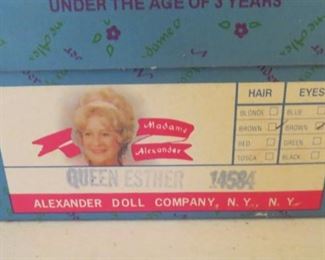 UNDER THE AGE OF 3 YEARS
Madame
HAIR EYES
Madame
Alexander
BLONDE BLUE
BROWN BROWN
RED GREEN
TOSCA BLACK
QUEEN ESTHER 14584
ALEXANDER DOLL COMPANY, N.Y., N.Y.